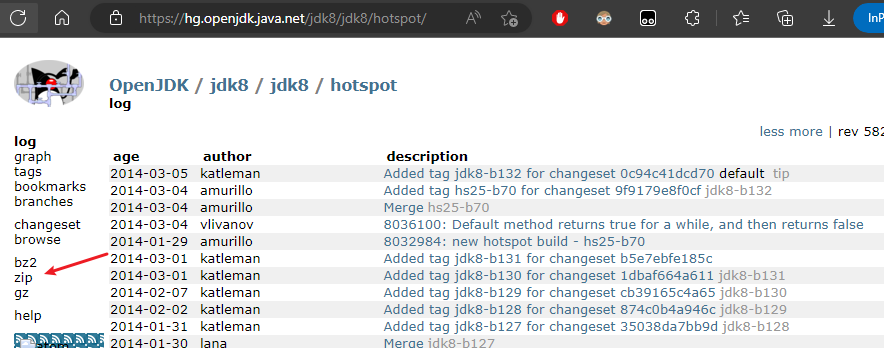 https://hg.openjdk.java.net/jdk8/jdk8/hotspot/
InP
OpenJDK / jdk8 / jdk8 / hotspot
log
less more | rev 582
log
graph
tags
bookmarks
branches
changeset
browse
bz2
zip
gz
help
age author description
2014-03-05 katleman Added tag jdk8-b132 for changeset 0c94c41dcd70 default tip
2014-03-04 amurillo Added tag hs25-b70 for changeset 9f9179e8f0cf jdk8-b132
2014-03-04 amurillo Merge hs25-b70
2014-03-04 vlivanov 8036100: Default method returns true for a while, and then returns false
2014-01-29 amurillo 8032984: new hotspot build - hs25-b70
2014-03-01 katleman Added tag jdk8-b131 for changeset b5e7ebfe185c
2014-03-01 katleman Added tag jdk8-b130 for changeset 1dbaf664a611 jdk8-b131
2014-02-07 katleman Added tag jdk8-b129 for changeset cb39165c4a65 jdk8-b130
2014-02-02 katleman Added tag jdk8-b128 for changeset 874c0b4a946c jdk8-b129
2014-01-31 katleman Added tag jdk8-b127 for changeset 35038da7bb9d jdk8-b128
2014-01-30 lana Merge jdk8-b127